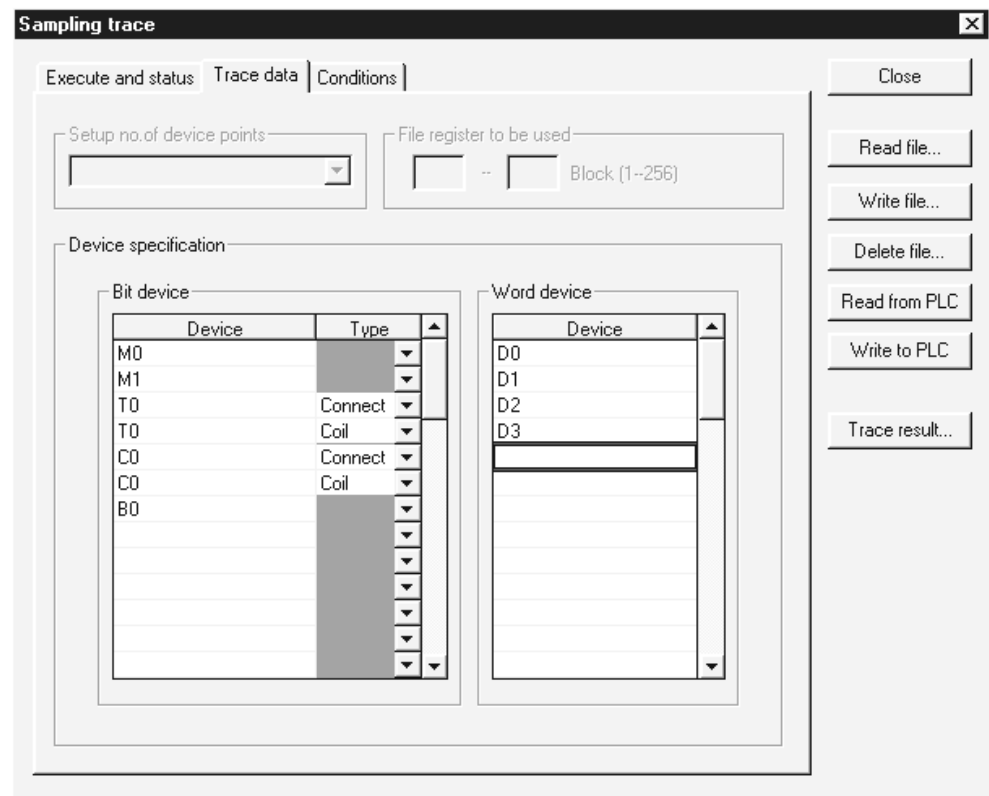 Sampling trace
Execute and status Trace data Conditions
Close
Setup no.of device points
File register to be used
-- Block (1--256)
Read file...
Write file...
Delete file...
Read from PLC
Write to PLC
Trace result...
Device specification
Bit device
Device Type
M0
M1
T0 Connect
T0 Coil
C0 Connect
C0 Coil
B0
Word device
Device
D0
D1
D2
D3